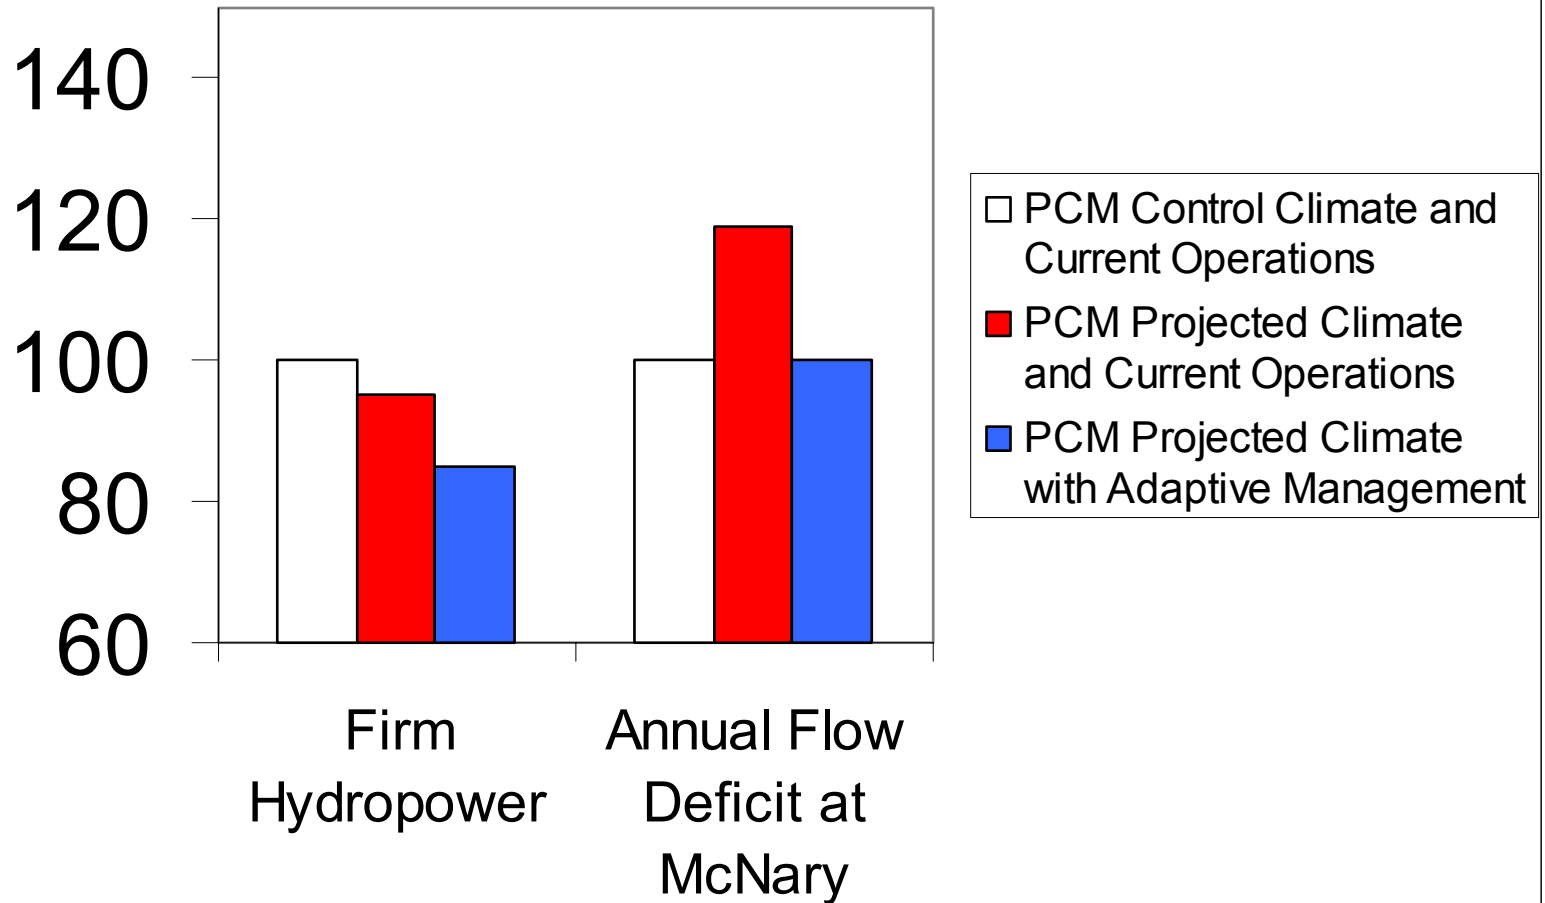 140
120
100
80
60
Firm
Hydropower
Annual Flow
Deficit at
McNary
PCM Control Climate and
Current Operations
PCM Projected Climate
and Current Operations
PCM Projected Climate
with Adaptive Management